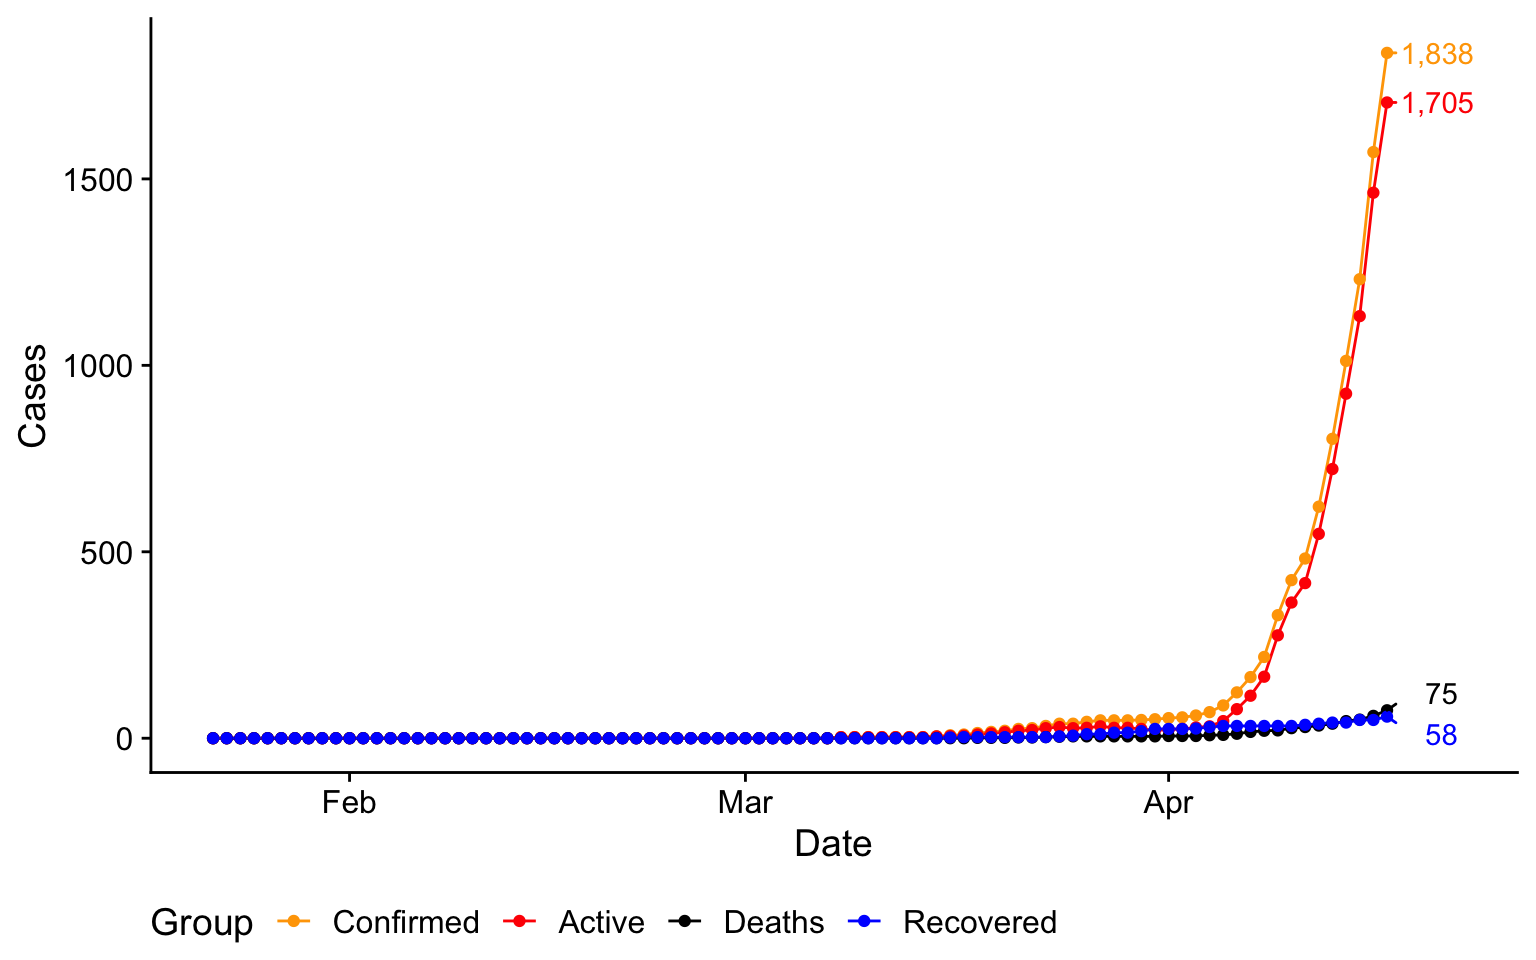 1,838
1,705
1500
1000
500
0
75
58
Cases
Feb Mar Apr
Date
Group Confirmed Active Deaths Recovered